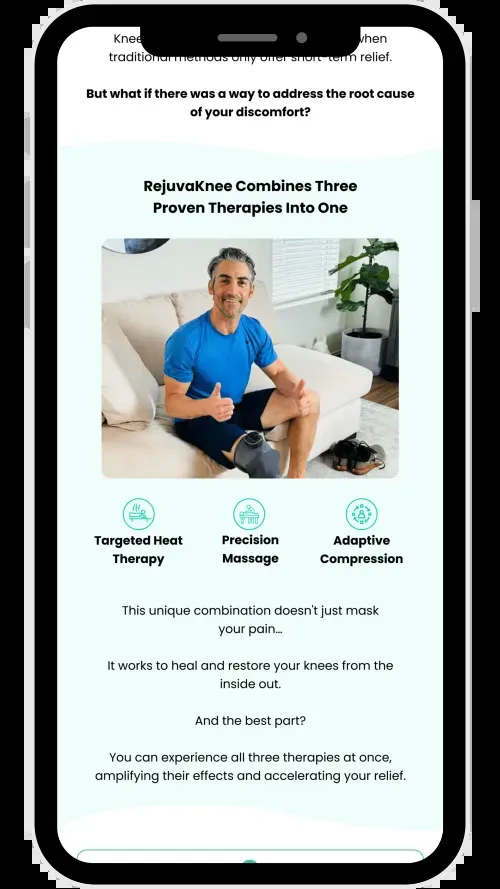 Knee
when
traditional methods only offer short-term relief.
But what if there was a way to address the root cause
of your discomfort?
RejuvaKnee Combines Three
Proven Therapies Into One
Targeted Heat
Therapy
Precision
Massage
Adaptive
Compression
This unique combination doesn't just mask
your pain...
It works to heal and restore your knees from the
inside out.
And the best part?
You can experience all three therapies at once,
amplifying their effects and accelerating your relief.